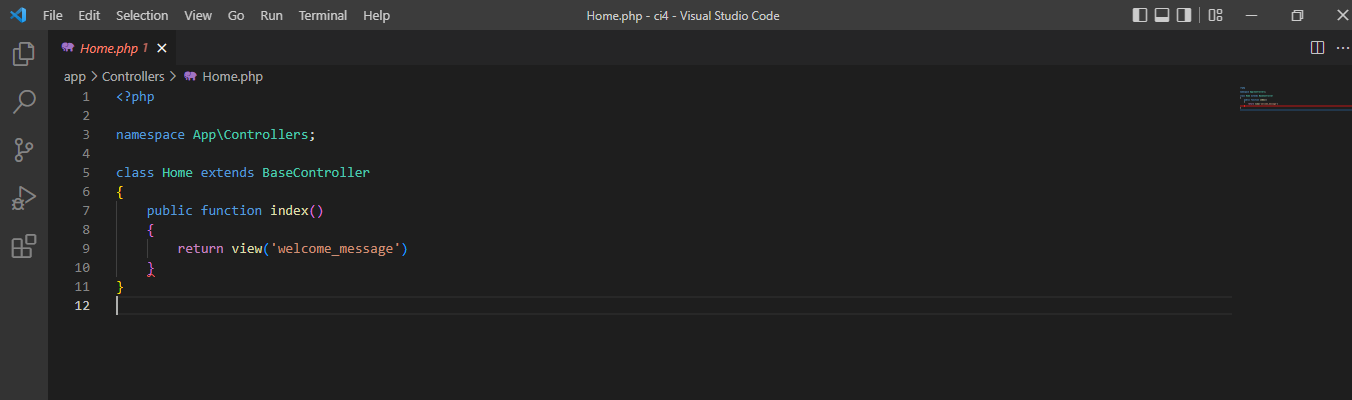 File Edit Selection View Go Run Terminal Help Home.php - ci4 - Visual Studio Code
Home.php 1
app > Controllers > Home.php
1 <?php
2
3 namespace App\Controllers;
4
5 class Home extends BaseController
6 {
7     public function index()
8     {
9         return view('welcome_message')
10     }
11 }
12